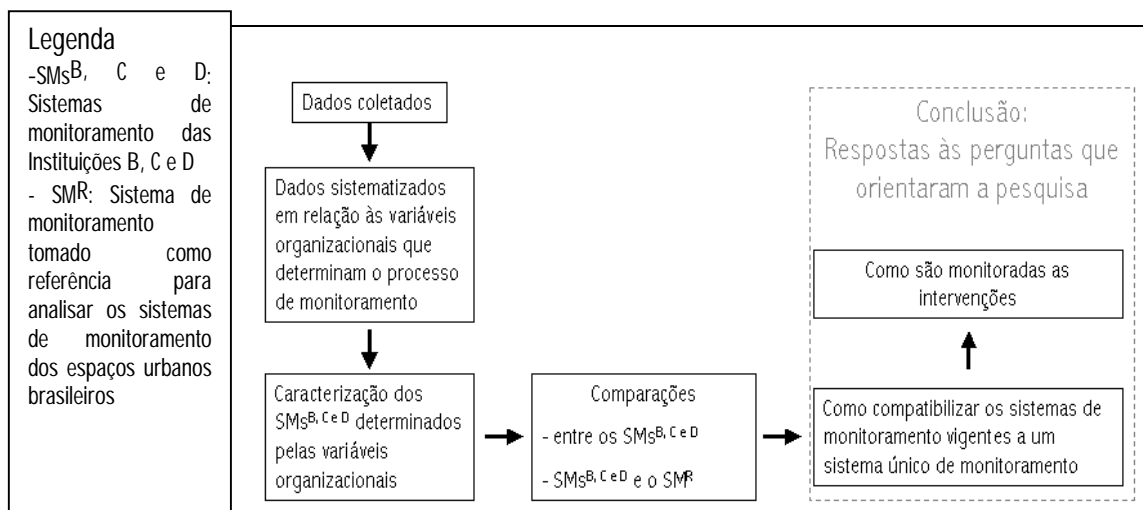 Legenda
-SMsB, C e D:
Sistemas de
monitoramento das
Instituições B, C e D
- SMR: Sistema de
monitoramento
tomado como
referência para
analisar os sistemas
de monitoramento
dos espaços urbanos
brasileiros
Dados coletados
Dados sistematizados
em relação às variáveis
organizacionais que
determinam o processo
de monitoramento
Caracterização dos
SMsB, C e D determinados
pelas variáveis
organizacionais
Comparações
- entre os SMsB, C e D
- SMsB, C e D e o SMR
Conclusão:
Respostas às perguntas que
orientaram a pesquisa
Como são monitoradas as
intervenções
Como compatibilizar os sistemas de
monitoramento vigentes a um
sistema único de monitoramento